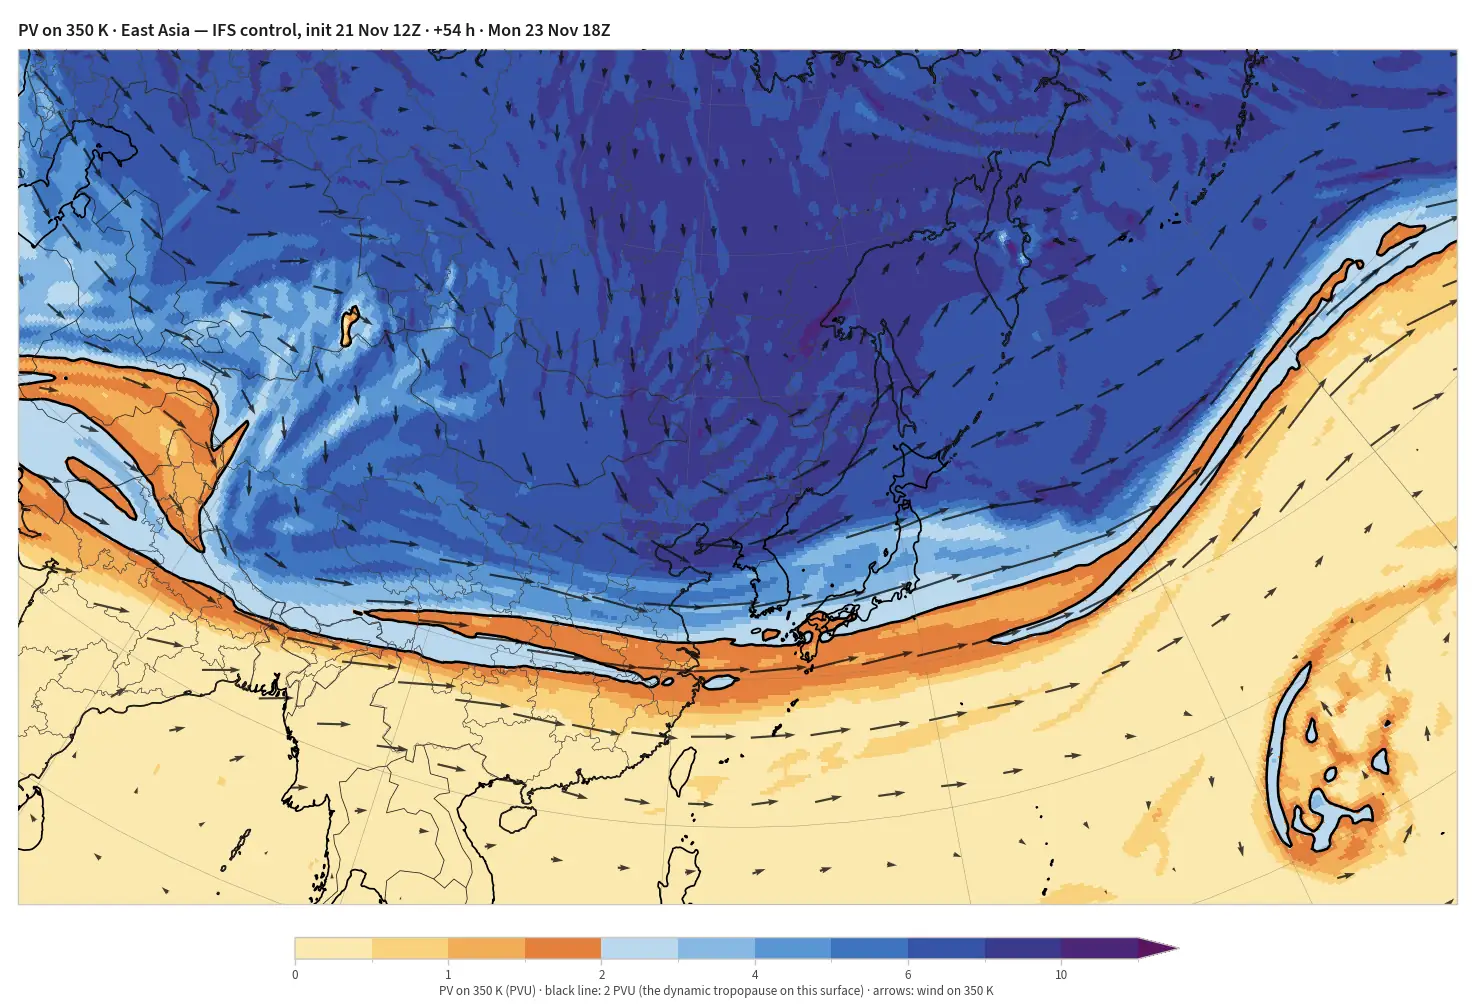 PV on 350 K · East Asia — IFS control, init 21 Nov 12Z · +54 h · Mon 23 Nov 18Z
0 1 2 4 6 10
PV on 350 K (PVU) · black line: 2 PVU (the dynamic tropopause on this surface) · arrows: wind on 350 K